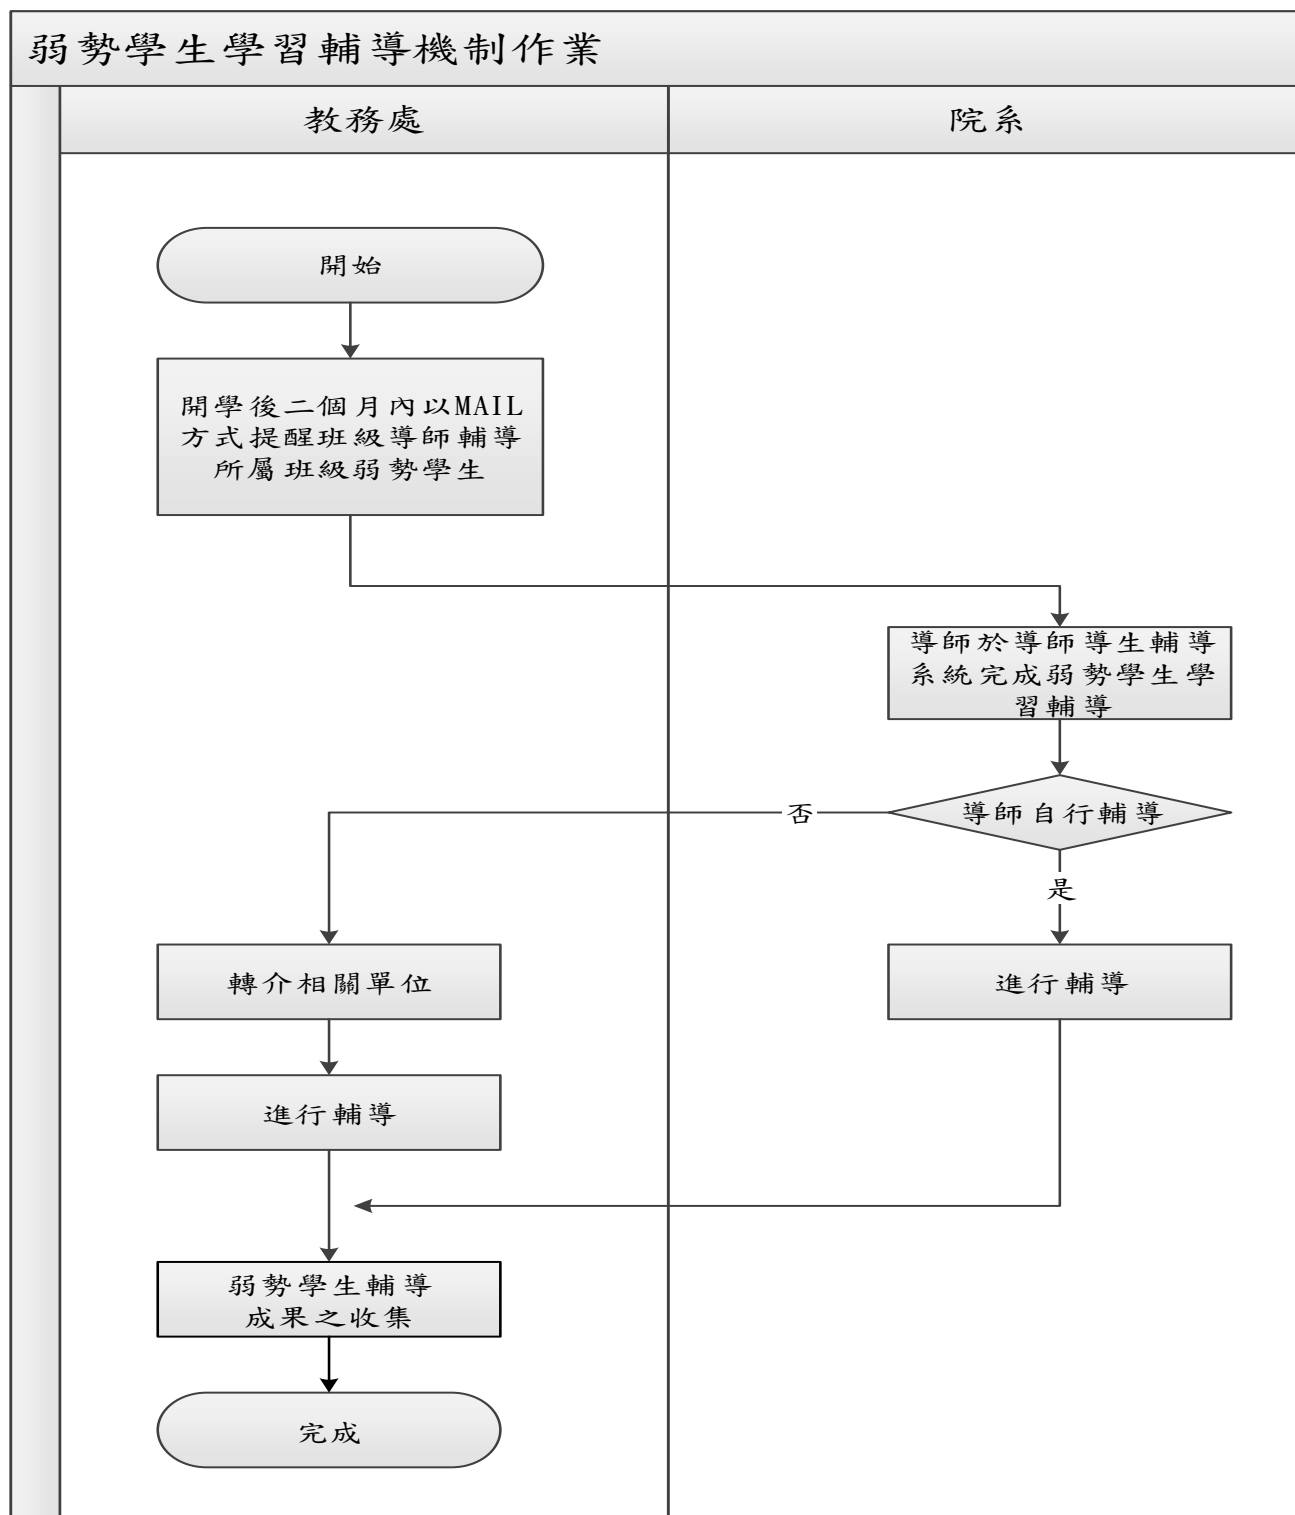 弱勢學生學習輔導機制作業
教務處
院系
開始
開學後二個月內以MAIL
方式提醒班級導師輔導
所屬班級弱勢學生
導師於導師導生輔導
系統完成弱勢學生學
習輔導
導師自行輔導
否
是
轉介相關單位
進行輔導
進行輔導
弱勢學生輔導
成果之收集
完成